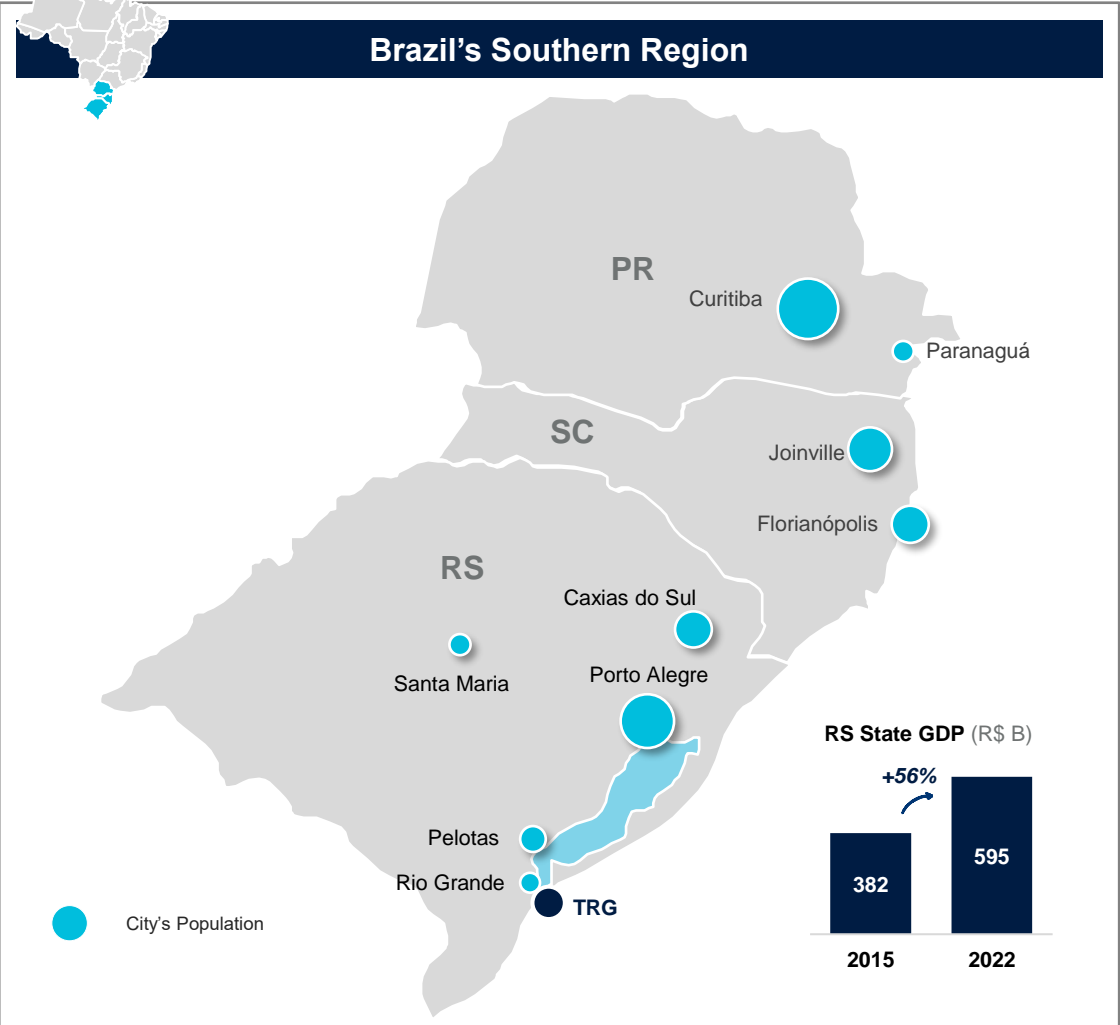 Brazil's Southern Region
PR
Curitiba
Paranaguá
SC
Joinville
Florianópolis
RS
Caxias do Sul
Santa Maria
Porto Alegre
RS State GDP (R$ B)
+56%
Pelotas
595
Rio Grande
382
TRG
City's Population
2015
2022